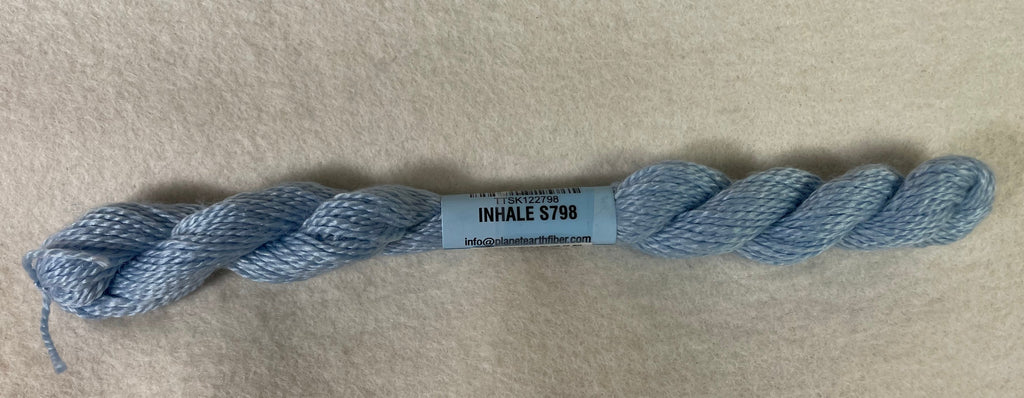 TTSK122798
INHALE S798
info@planetearthfiber.com